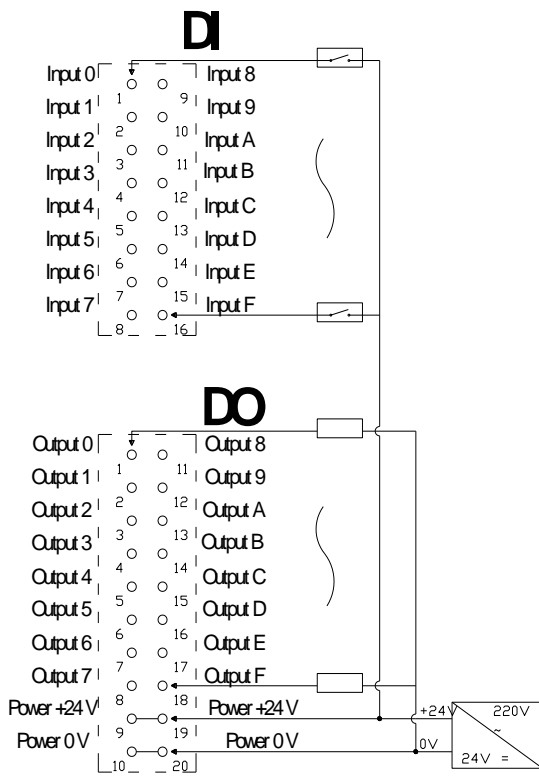 DI
Input 0 Input 8
1 9
Input 1 Input 9
2 10
Input 2 Input A
3 11
Input 3 Input B
4 12
Input 4 Input C
5 13
Input 5 Input D
6 14
Input 6 Input E
7 15
Input 7 Input F
8 16
DO
Output 0 Output 8
1 11
Output 1 Output 9
2 12
Output 2 Output A
3 13
Output 3 Output B
4 14
Output 4 Output C
5 15
Output 5 Output D
6 16
Output 6 Output E
7 17
Output 7 Output F
8 18
Power +24 V Power +24 V +24V 220V
9 19 ~
Power 0 V Power 0 V 0V
10 20 24V =